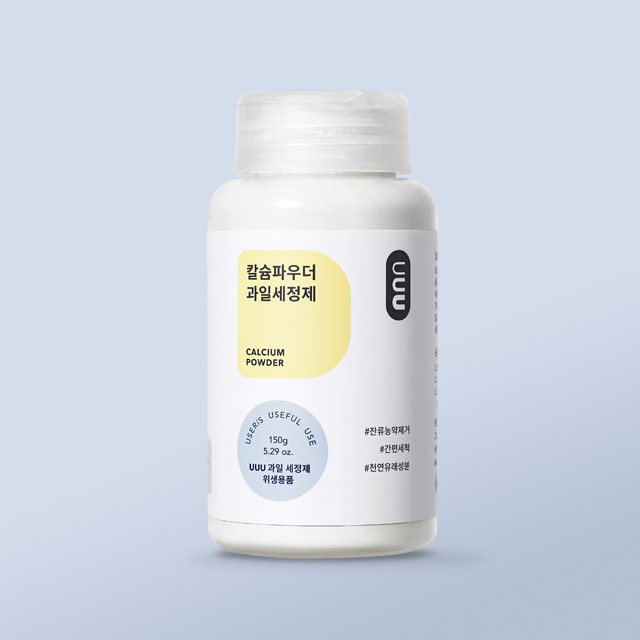 칼슘파우더
과일세정제
CALCIUM
POWDER
UUU
USER/S USEFUL USE
150g
5.29 oz.
UUU 과일 세정제
위생용품
#잔류농약제거
#간편세척
#천연유래성분